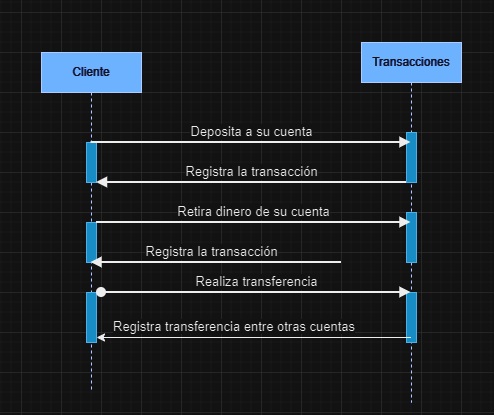 Cliente
Transacciones
Deposita a su cuenta
Registra la transacción
Retira dinero de su cuenta
Registra la transacción
Realiza transferencia
Registra transferencia entre otras cuentas